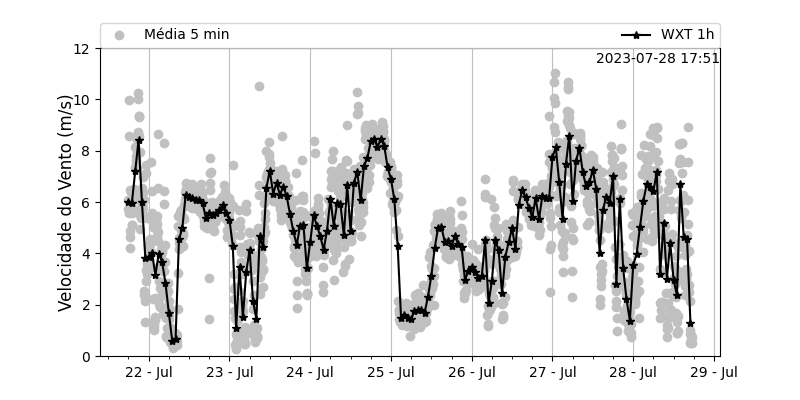 Média 5 min WXT 1h
2023-07-28 17:51
Velocidade do Vento (m/s)
12
10
8
6
4
2
0
22 - Jul 23 - Jul 24 - Jul 25 - Jul 26 - Jul 27 - Jul 28 - Jul 29 - Jul